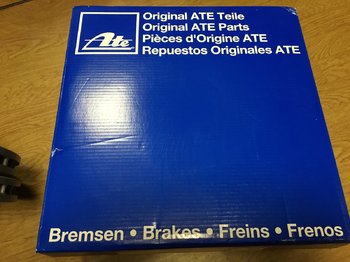 Ate
Original ATE Teile
Original ATE Parts
Pièces d'Origine ATE
Repuestos Originales ATE
Bremsen • Brakes • Freins • Frenos